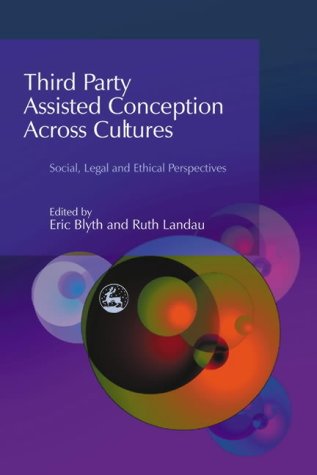 Third Party
Assisted Conception
Across Cultures
Social, Legal and Ethical Perspectives
Edited by
Eric Blyth and Ruth Landau